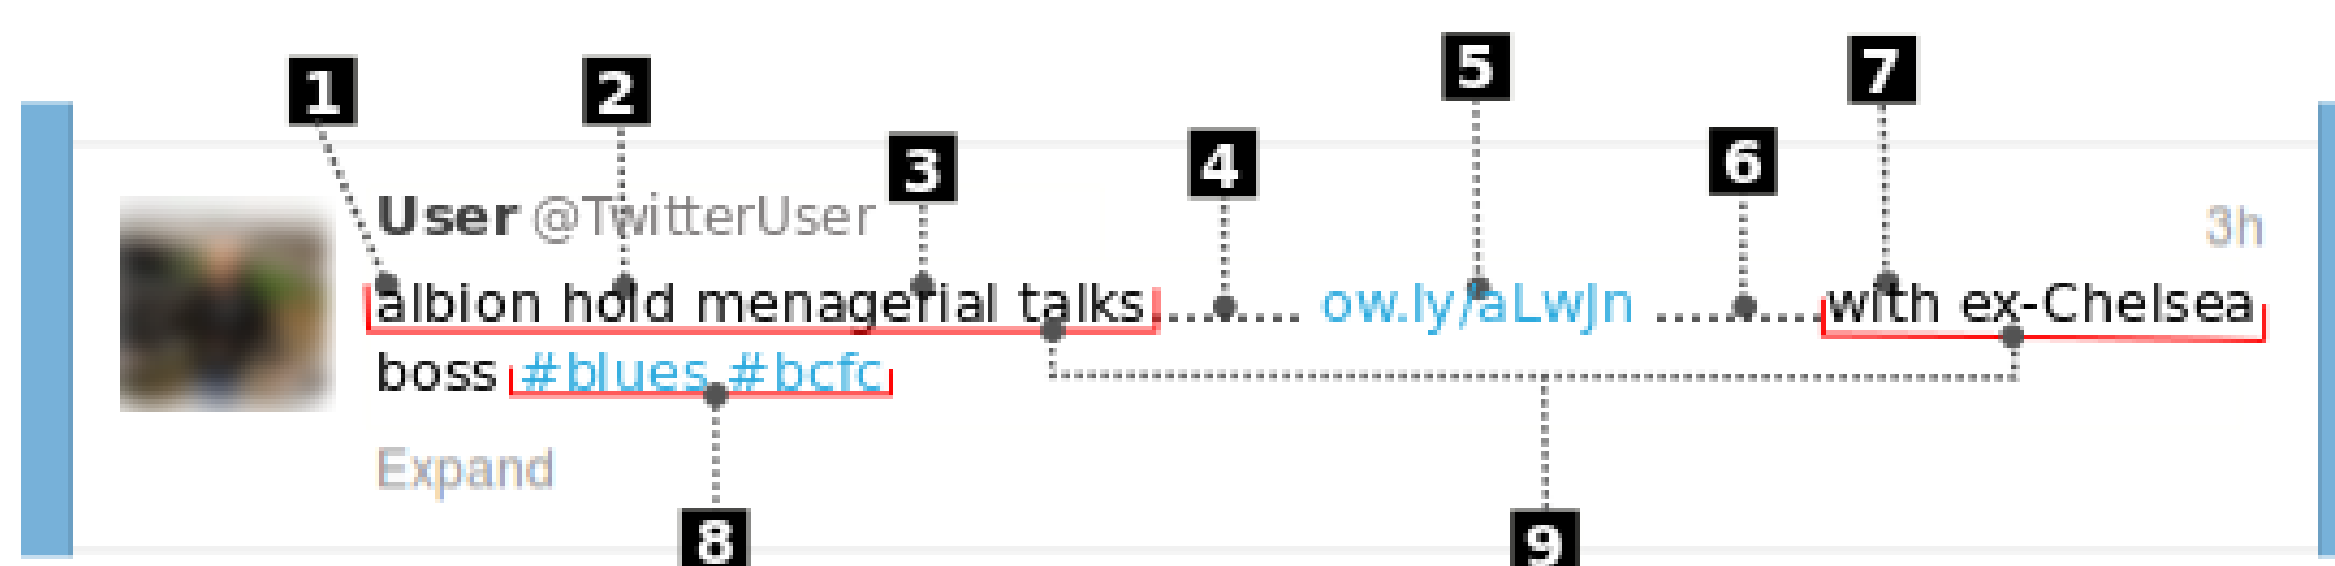 1 2 3 4 5 6 7
User @TwitterUser 3h
albion hold menagerial talks ow.ly/aLwJn with ex-Chelsea
boss #blues #bcfc
Expand
8 9